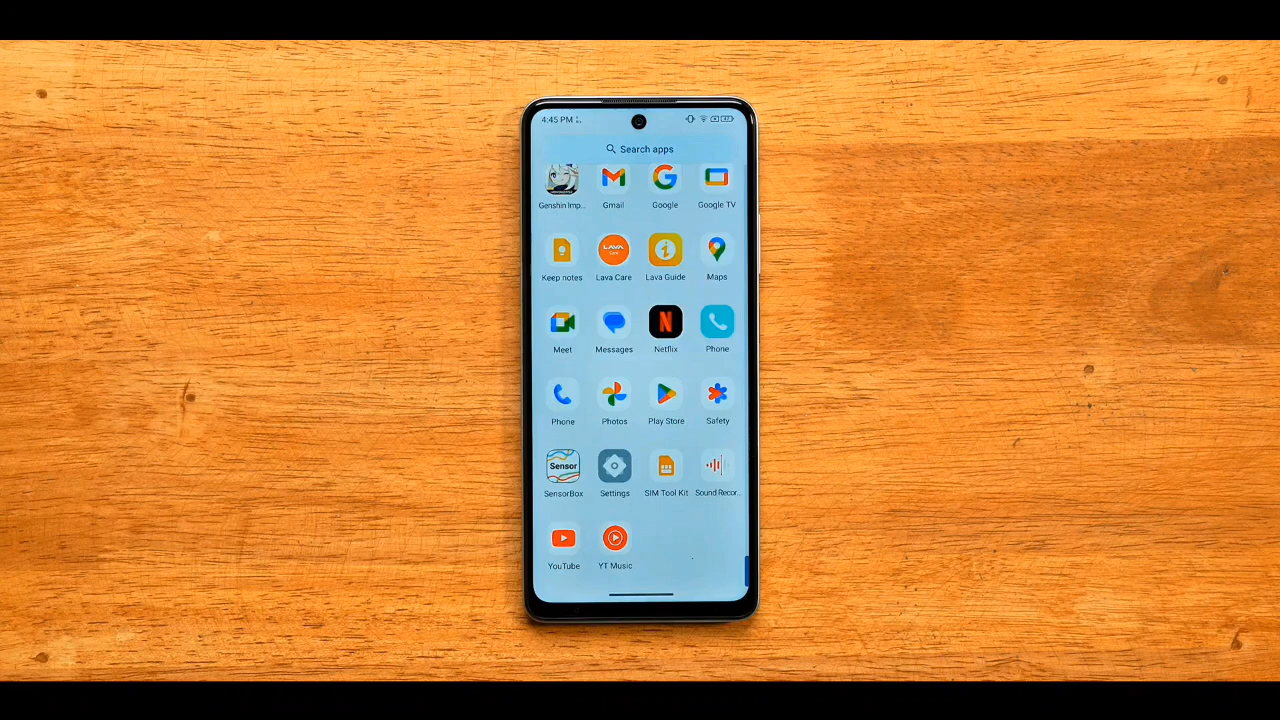 4:45 PM
Search apps
Genshin Imp...
Gmail
Google
Google TV
Keep notes
LAVA
Lava Care
Lava Guide
Maps
Meet
Messages
Netflix
Phone
Phone
Photos
Play Store
Safety
Sensor
SensorBox
Settings
SIM Tool Kit
Sound Recor...
YouTube
YT Music